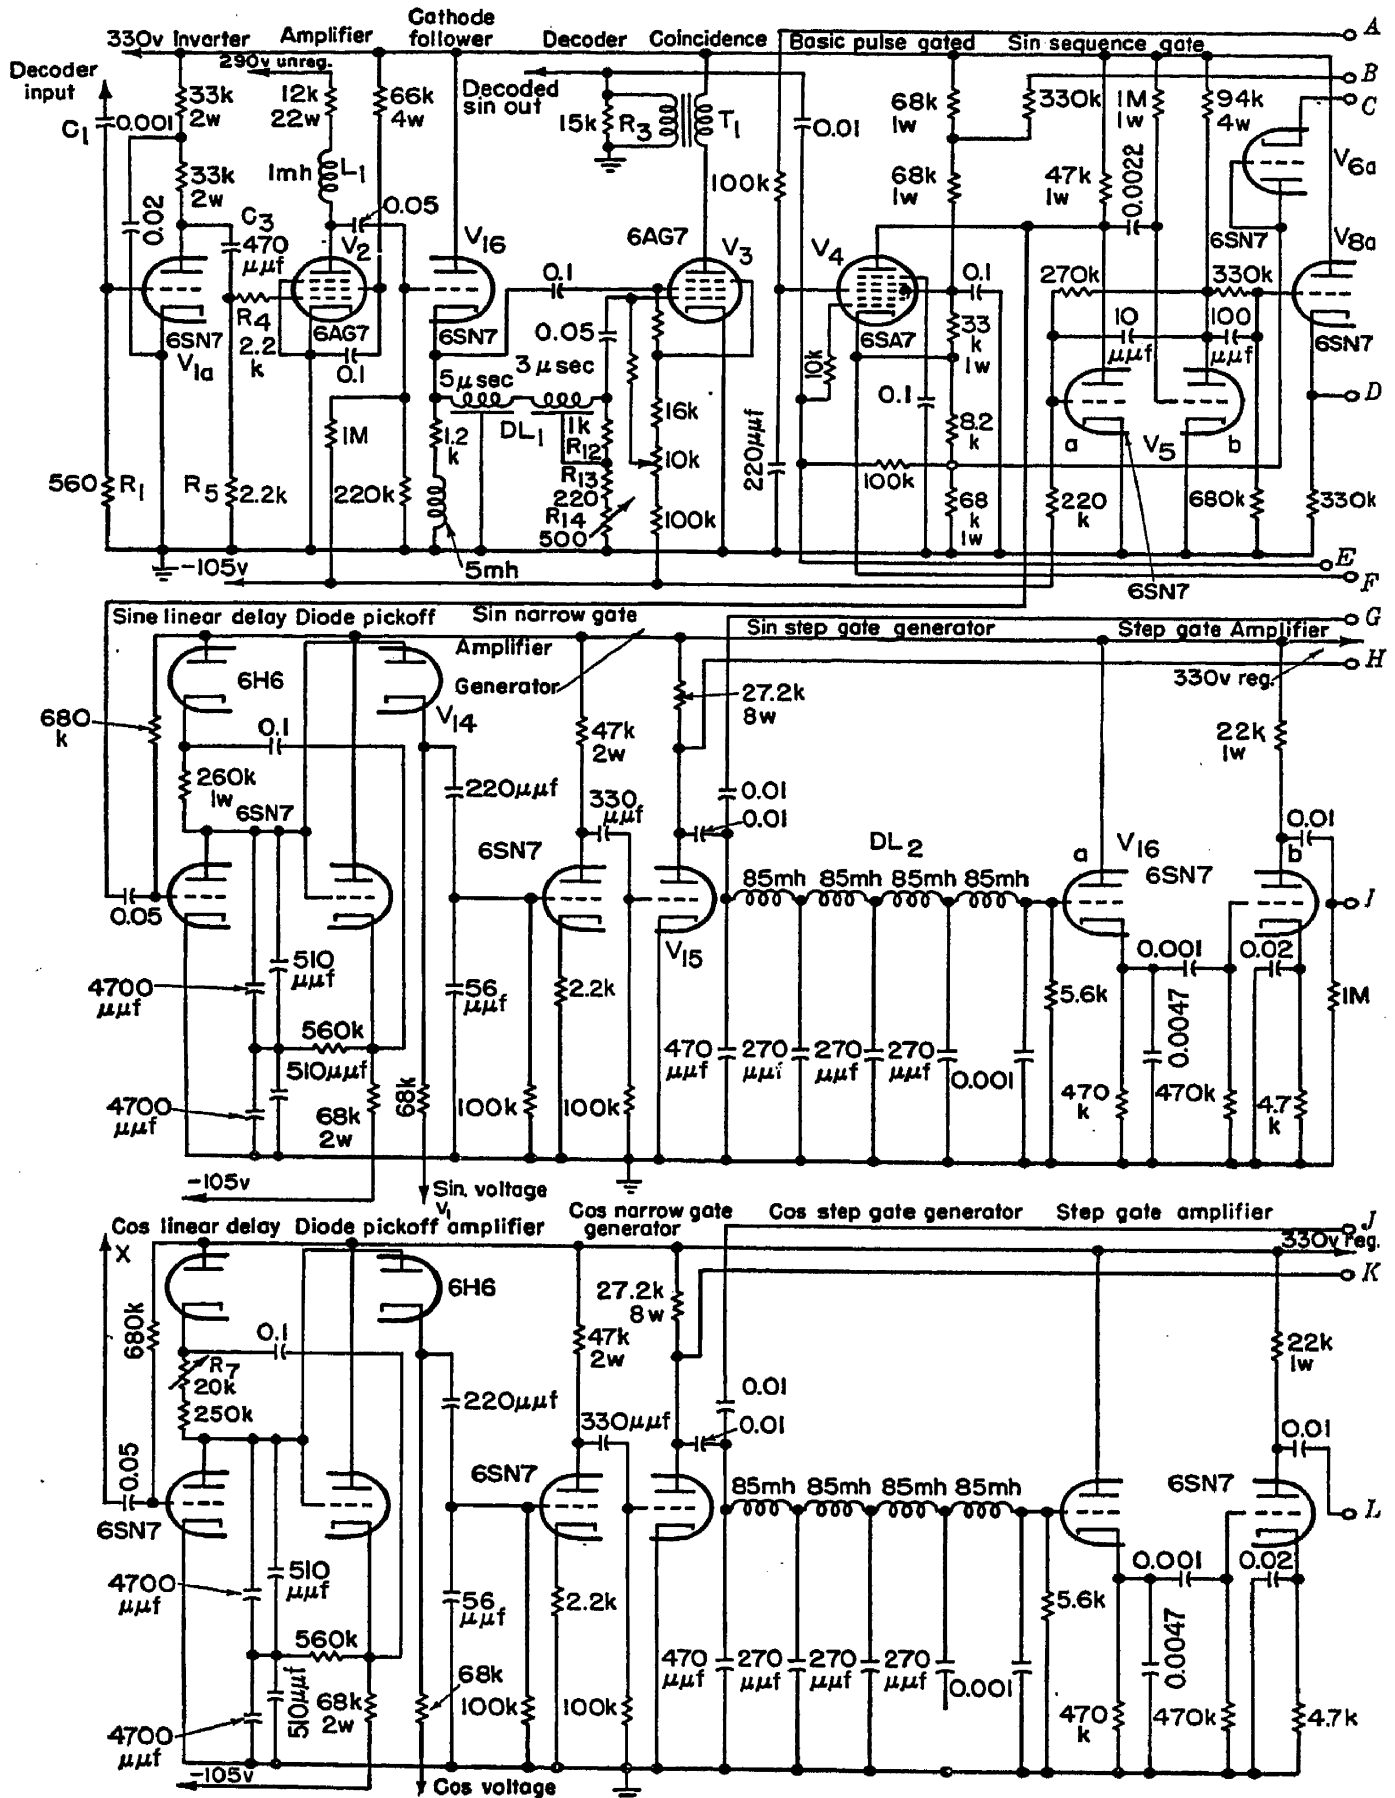 Cathode follower
330v Inverter
Amplifier
Decoder
Coincidence
Basic pulse gated
Sin sequence gate
A
B
C
D
E
F
Decoder input
290v unreg.
12k 22w
33k 2w
66k 4w
Decoded sin out
15k
R3
T1
0.01
68k 1w
330k
1M 1w
94k 4w
C1
0.001
33k 2w
1mh
L1
0.05
100k
68k 1w
47k 1w
0.0022
V6a
6SN7
0.02
C3
470 μμf
V2
V16
6AG7
V3
V4
V8a
R4
2.2 k
6AG7
6SN7
V1a
0.1
6SN7
0.1
0.05
6SA7
0.1
33 k 1w
270k
330k
10 μμf
100 μμf
6SN7
5μsec
3μsec
DL1
10k
0.1
1.2 k
1k
R12
R13
220
R14
500
16k
10k
100k
220μμf
8.2 k
100k
68 k 1w
a
V5
b
560
R1
R5
2.2k
1M
220k
220 k
680k
330k
-105v
5mh
6SN7
Sine linear delay
Diode pickoff
Sin narrow gate
Amplifier
Generator
Sin step gate generator
Step gate Amplifier
330v reg.
G
H
I
680 k
6H6
V14
0.1
47k 2w
27.2k 8w
22k 1w
260k 1w
6SN7
220μμf
330 μμf
0.01
0.01
0.01
6SN7
DL2
a
V16
6SN7
b
85mh
85mh
85mh
85mh
0.05
V15
510 μμf
4700 μμf
56 μμf
2.2k
5.6k
0.001
0.0047
0.02
1M
560k
510μμf
4700 μμf
68k 2w
68k
100k
100k
470 μμf
270 μμf
270 μμf
270 μμf
0.001
470 k
470k
4.7 k
-105v
Sin. voltage
V1
Cos linear delay
Diode pickoff amplifier
Cos narrow gate generator
Cos step gate generator
Step gate amplifier
330v reg.
J
K
L
X
680k
6H6
0.1
R7
20k
250k
47k 2w
27.2k 8w
22k 1w
220μμf
330μμf
0.01
0.01
0.01
0.05
6SN7
6SN7
85mh
85mh
85mh
85mh
6SN7
510 μμf
4700 μμf
56 μμf
2.2k
5.6k
0.001
0.0047
0.02
560k
510μμf
4700 μμf
68k 2w
68k
100k
100k
470 μμf
270 μμf
270 μμf
270 μμf
0.001
470 k
470k
4.7k
-105v
Cos voltage